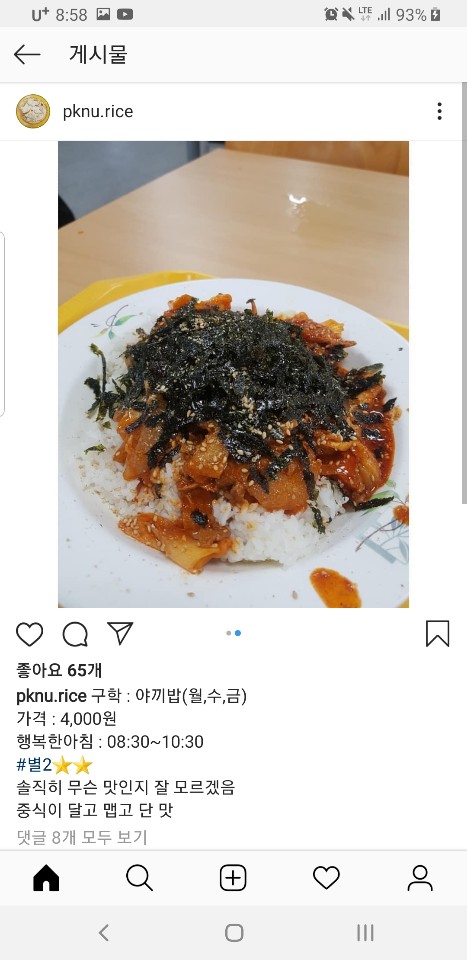 U+ 8:58 LTE 93%
게시물
pknu.rice
좋아요 65개
pknu.rice 구학 : 야끼밥(월,수,금)
가격 : 4,000원
행복한아침 : 08:30~10:30
#별2⭐⭐
솔직히 무슨 맛인지 잘 모르겠음
중식이 달고 맵고 단 맛
댓글 8개 모두 보기